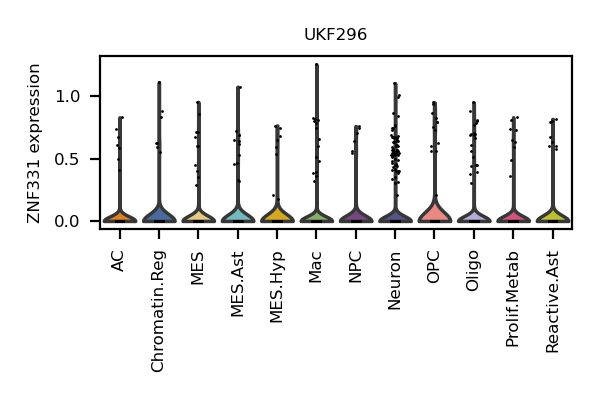 UKF296
ZNF331 expression
1.0
0.5
0.0
AC
Chromatin.Reg
MES
MES.Ast
MES.Hyp
Mac
NPC
Neuron
OPC
Oligo
Prolif.Metab
Reactive.Ast